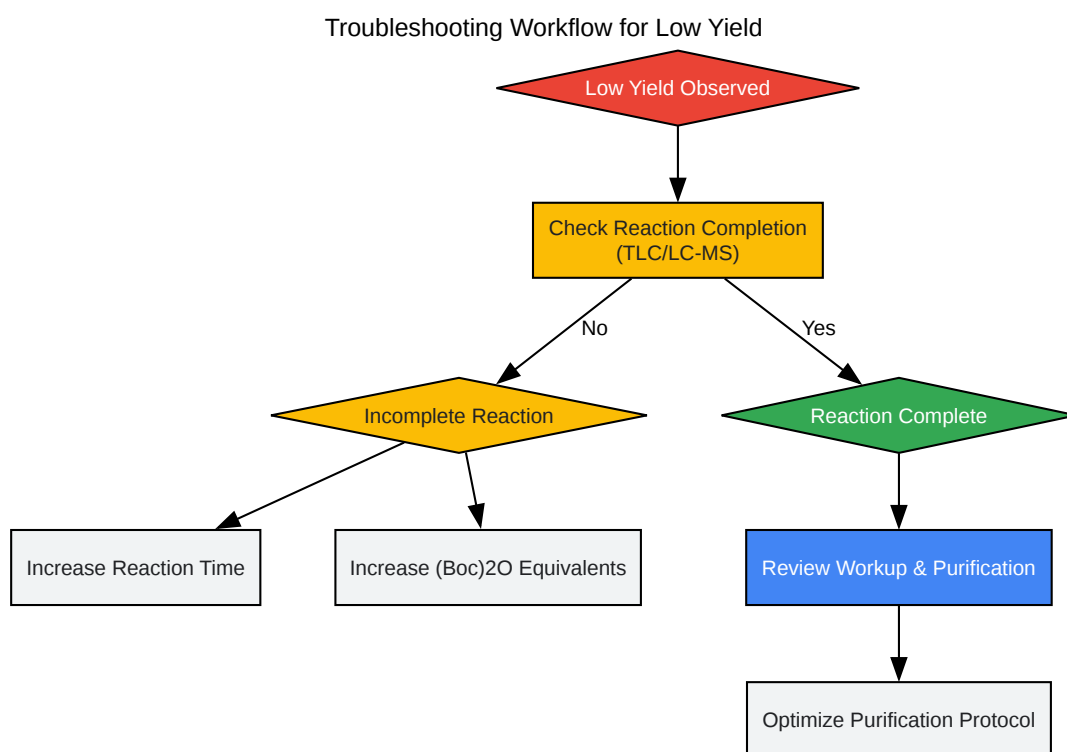 Troubleshooting Workflow for Low Yield
Low Yield Observed
Check Reaction Completion
(TLC/LC-MS)
No
Yes
Incomplete Reaction
Reaction Complete
Increase Reaction Time
Increase (Boc)2O Equivalents
Review Workup & Purification
Optimize Purification Protocol